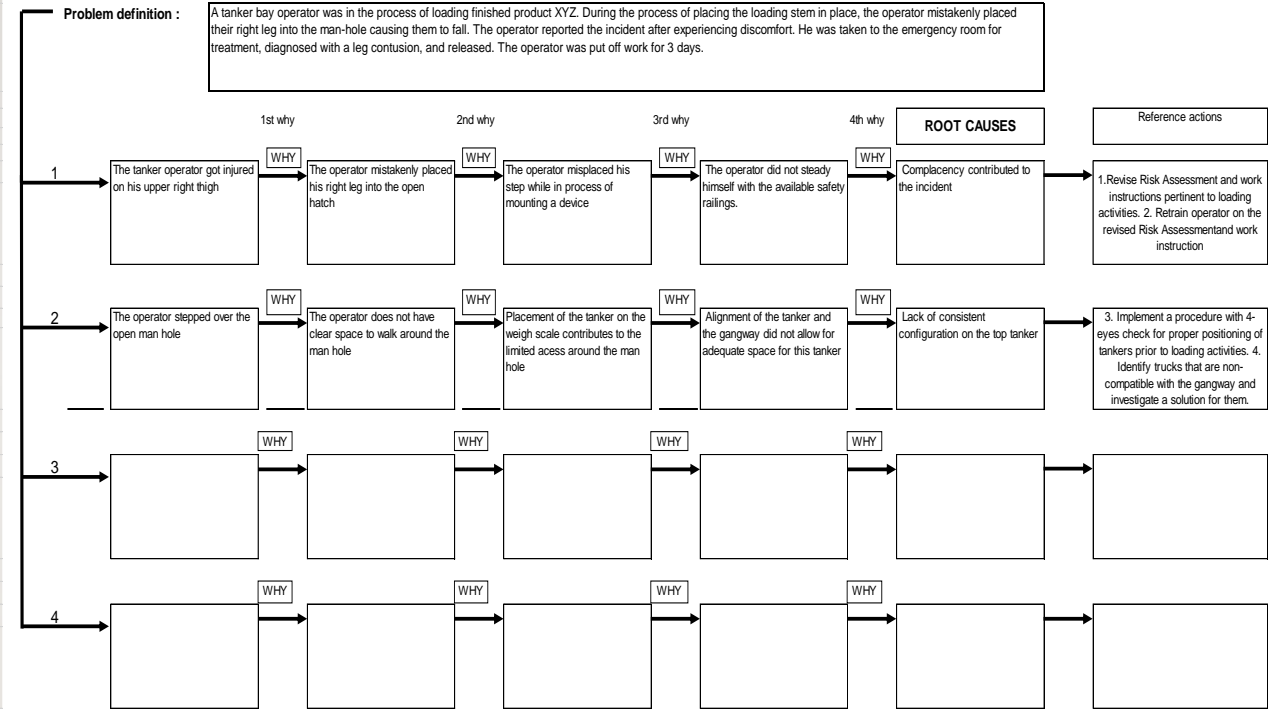 Problem definition :
A tanker bay operator was in the process of loading finished product XYZ. During the process of placing the loading stem in place, the operator mistakenly placed
their right leg into the man-hole causing them to fall. The operator reported the incident after experiencing discomfort. He was taken to the emergency room for
treatment, diagnosed with a leg contusion, and released. The operator was put off work for 3 days.
1st why
2nd why
3rd why
4th why
ROOT CAUSES
Reference actions
1
The tanker operator got injured
on his upper right thigh
WHY
The operator mistakenly placed
his right leg into the open
hatch
WHY
The operator misplaced his
step while in process of
mounting a device
WHY
The operator did not steady
himself with the available safety
railings.
WHY
Complacency contributed to
the incident
1.Revise Risk Assessment and work
instructions pertinent to loading
activities. 2. Retrain operator on the
revised Risk Assessmentand work
instruction
2
The operator stepped over the
open man hole
WHY
The operator does not have
clear space to walk around the
man hole
WHY
Placement of the tanker on the
weigh scale contributes to the
limited acess around the man
hole
WHY
Alignment of the tanker and
the gangway did not allow for
adequate space for this tanker
WHY
Lack of consistent
configuration on the top tanker
3. Implement a procedure with 4-
eyes check for proper positioning of
tankers prior to loading activities. 4.
Identify trucks that are non-
compatible with the gangway and
investigate a solution for them.
3
WHY
WHY
WHY
WHY
4
WHY
WHY
WHY
WHY